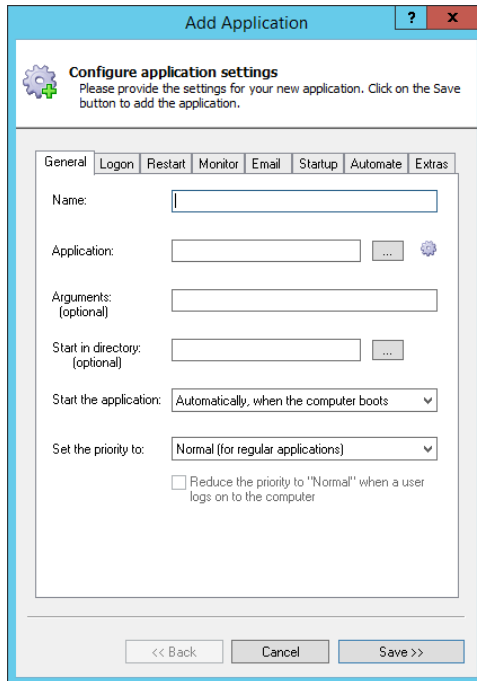 Add Application
?
x
Configure application settings
Please provide the settings for your new application. Click on the Save
button to add the application.
General Logon Restart Monitor Email Startup Automate Extras
Name:
Application:
...
Arguments:
(optional)
Start in directory:
...
(optional)
Start the application: Automatically, when the computer boots
Set the priority to: Normal (for regular applications)
Reduce the priority to "Normal" when a user
logs on to the computer
<< Back Cancel Save >>